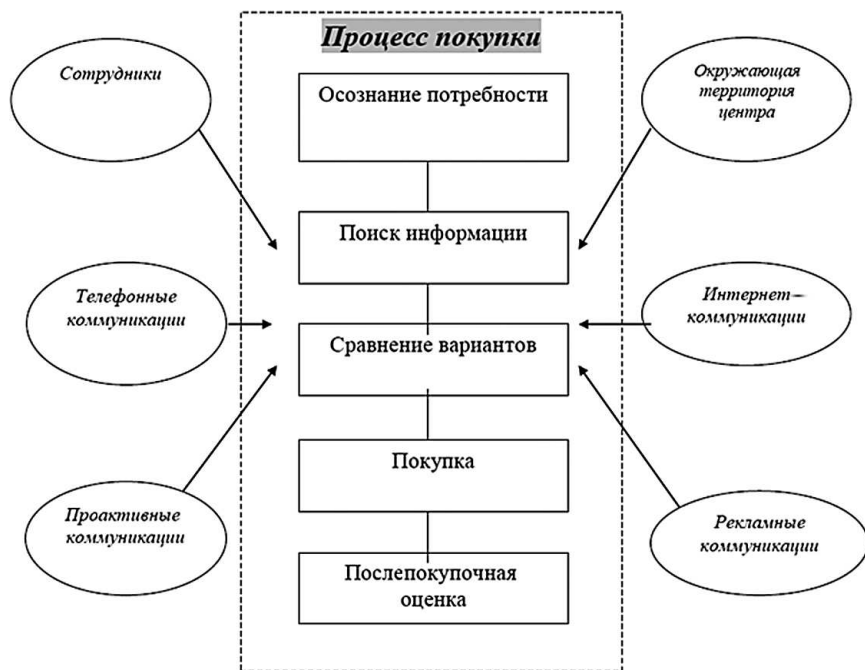 Процесс покупки
Сотрудники
Осознание потребности
Окружающая
территория
центра
Поиск информации
Телефонные
коммуникации
Интернет–
коммуникации
Сравнение вариантов
Покупка
Проактивные
коммуникации
Рекламные
коммуникации
Послепокупочная
оценка